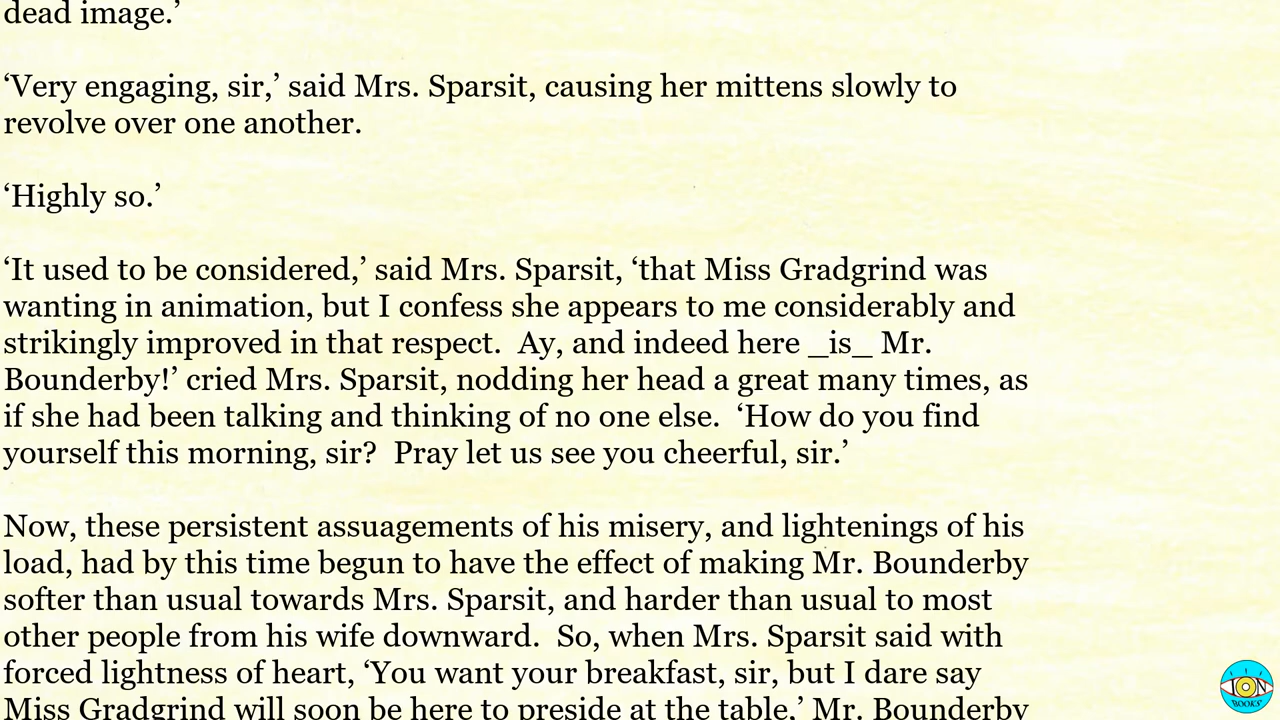 dead image.’
‘Very engaging, sir,’ said Mrs. Sparsit, causing her mittens slowly to
revolve over one another.
‘Highly so.’
‘It used to be considered,’ said Mrs. Sparsit, ‘that Miss Gradgrind was
wanting in animation, but I confess she appears to me considerably and
strikingly improved in that respect.  Ay, and indeed here _is_ Mr.
Bounderby!’ cried Mrs. Sparsit, nodding her head a great many times, as
if she had been talking and thinking of no one else.  ‘How do you find
yourself this morning, sir?  Pray let us see you cheerful, sir.’
Now, these persistent assuagements of his misery, and lightenings of his
load, had by this time begun to have the effect of making Mr. Bounderby
softer than usual towards Mrs. Sparsit, and harder than usual to most
other people from his wife downward.  So, when Mrs. Sparsit said with
forced lightness of heart, ‘You want your breakfast, sir, but I dare say
Miss Gradgrind will soon be here to preside at the table,’ Mr. Bounderby
ION
BOOKS